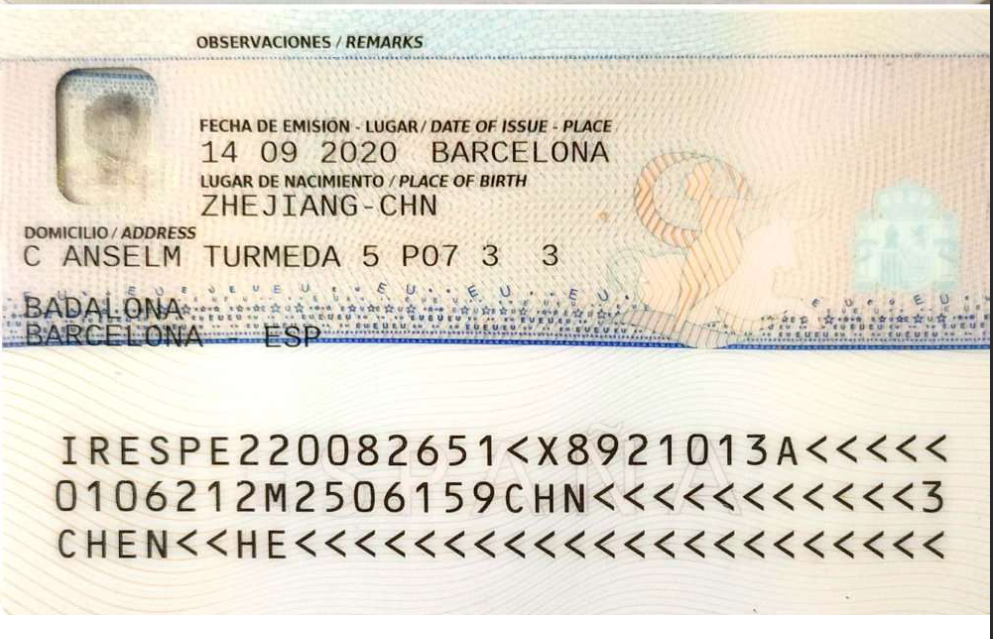 OBSERVACIONES / REMARKS
FECHA DE EMISIÓN - LUGAR / DATE OF ISSUE - PLACE
14 09 2020 BARCELONA
LUGAR DE NACIMIENTO / PLACE OF BIRTH
ZHEJIANG-CHN
DOMICILIO / ADDRESS
C ANSELM TURMEDA 5 P07 3 3
BADALONA
BARCELONA - ESP
IRESPE220082651<X8921013A<<<<<
0106212M2506159CHN<<<<<<<<<<<3
CHEN<<HE<<<<<<<<<<<<<<<<<<<<<<